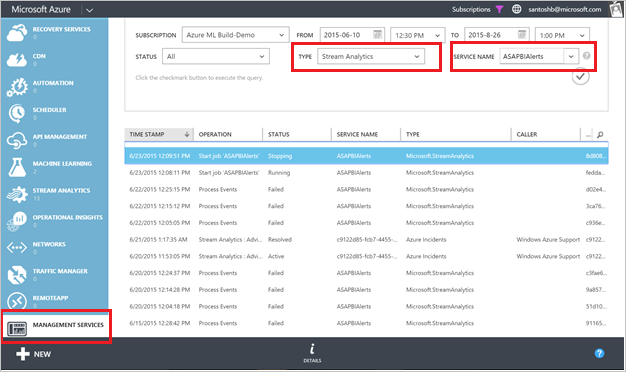 Microsoft Azure
Subscriptions
santoshb@microsoft.com
RECOVERY SERVICES
0
CDN
0
AUTOMATION
0
SCHEDULER
0
API MANAGEMENT
0
MACHINE LEARNING
2
STREAM ANALYTICS
13
OPERATIONAL INSIGHTS
0
NETWORKS
0
TRAFFIC MANAGER
0
REMOTEAPP
0
MANAGEMENT SERVICES
SUBSCRIPTION Azure ML Build-Demo FROM 2015-06-10 12:30 PM TO 2015-8-26 1:00 PM
STATUS All TYPE Stream Analytics SERVICE NAME ASAPBIAlerts
Click the checkmark button to execute the query.
TIME STAMP OPERATION STATUS SERVICE NAME TYPE CALLER ...
6/23/2015 12:09:51 PM Start job 'ASAPBIAlerts' Stopping ASAPBIAlerts Microsoft.StreamAnalytics 8d808...
6/23/2015 12:08:11 PM Start job 'ASAPBIAlerts' Running ASAPBIAlerts Microsoft.StreamAnalytics fedda...
6/22/2015 12:25:15 PM Process Events Failed ASAPBIAlerts Microsoft.StreamAnalytics d02e4...
6/22/2015 12:15:12 PM Process Events Failed ASAPBIAlerts Microsoft.StreamAnalytics 3ca76...
6/22/2015 12:05:05 PM Process Events Failed ASAPBIAlerts Microsoft.StreamAnalytics c936e...
6/21/2015 1:17:35 AM Stream Analytics : Advi... Resolved c9122d85-fcb7-4455-... Azure Incidents Windows Azure Support c9122...
6/20/2015 11:53:05 PM Stream Analytics : Advi... Active c9122d85-fcb7-4455-... Azure Incidents Windows Azure Support c9122...
6/20/2015 12:24:37 PM Process Events Failed ASAPBIAlerts Microsoft.StreamAnalytics c3fae6...
6/20/2015 12:14:28 PM Process Events Failed ASAPBIAlerts Microsoft.StreamAnalytics 9a857...
6/20/2015 12:04:18 PM Process Events Failed ASAPBIAlerts Microsoft.StreamAnalytics 51d10...
6/15/2015 12:28:42 PM Process Events Failed ASAPBIAlerts Microsoft.StreamAnalytics 91165...
NEW
DETAILS